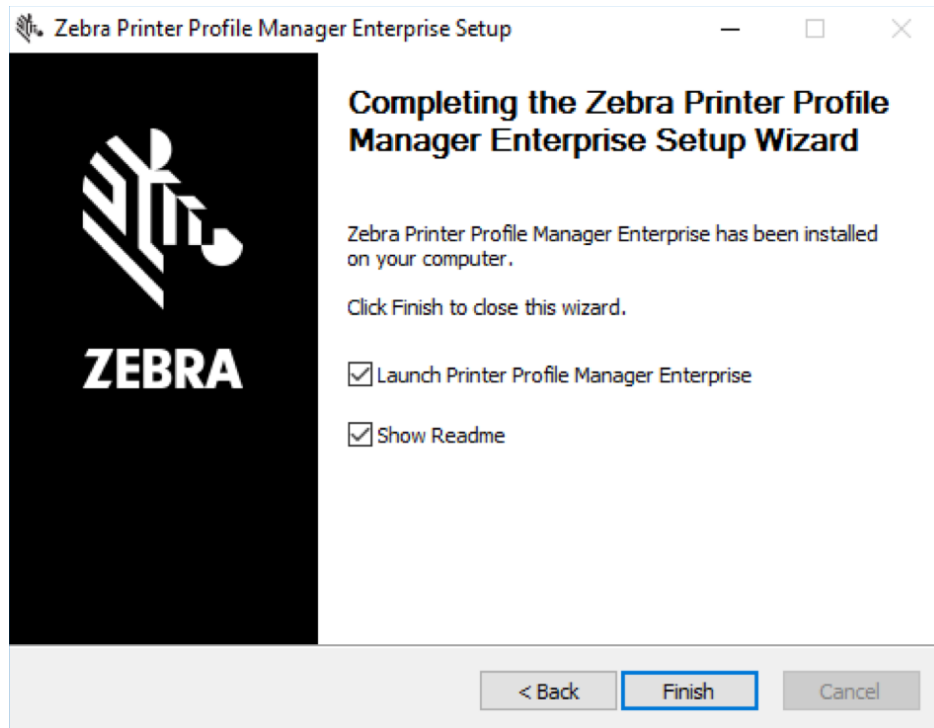 Zebra Printer Profile Manager Enterprise Setup
Completing the Zebra Printer Profile
Manager Enterprise Setup Wizard
Zebra Printer Profile Manager Enterprise has been installed
on your computer.
Click Finish to close this wizard.
ZEBRA
Launch Printer Profile Manager Enterprise
Show Readme
< Back
Finish
Cancel